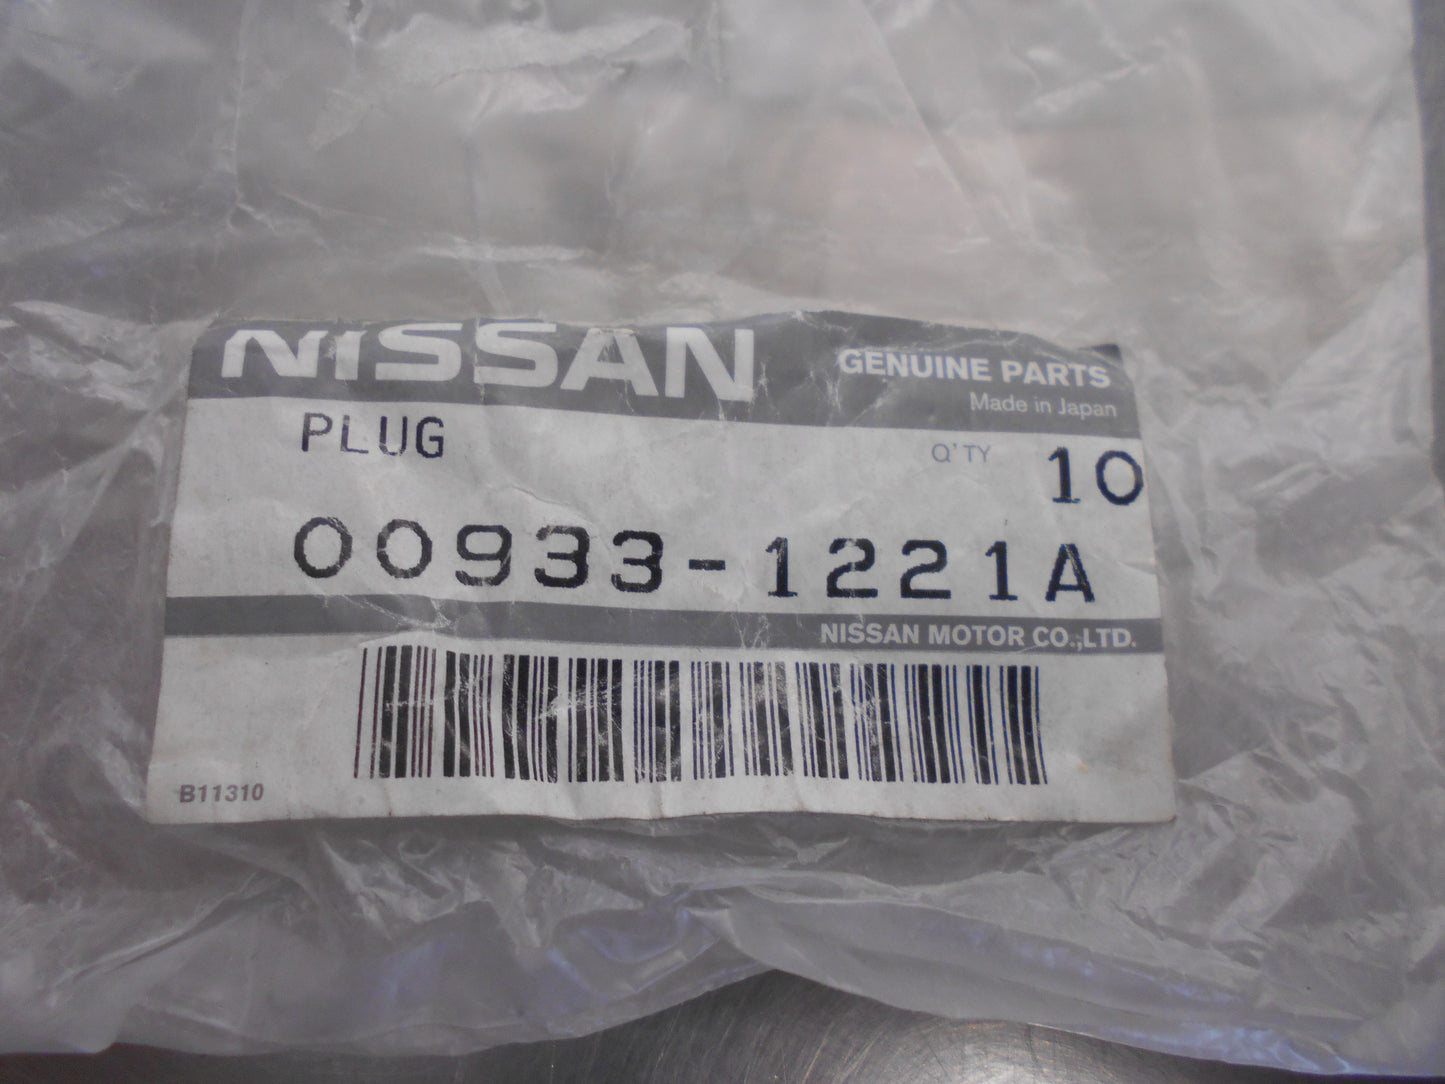 NISSAN
GENUINE PARTS
Made in Japan
PLUG
Q'TY 10
00933-1221A
NISSAN MOTOR CO.,LTD.
B11310